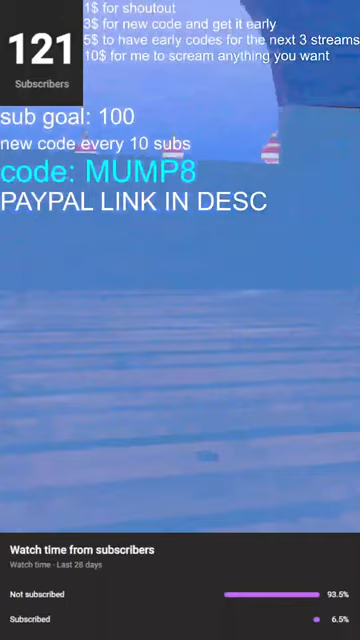 121
Subscribers
1$ for shoutout
3$ for new code and get it early
5$ to have early codes for the next 3 streams
10$ for me to scream anything you want
sub goal: 100
new code every 10 subs
code: MUMP8
PAYPAL LINK IN DESC
Watch time from subscribers
Watch time · Last 28 days
Not subscribed 93.5%
Subscribed 6.5%